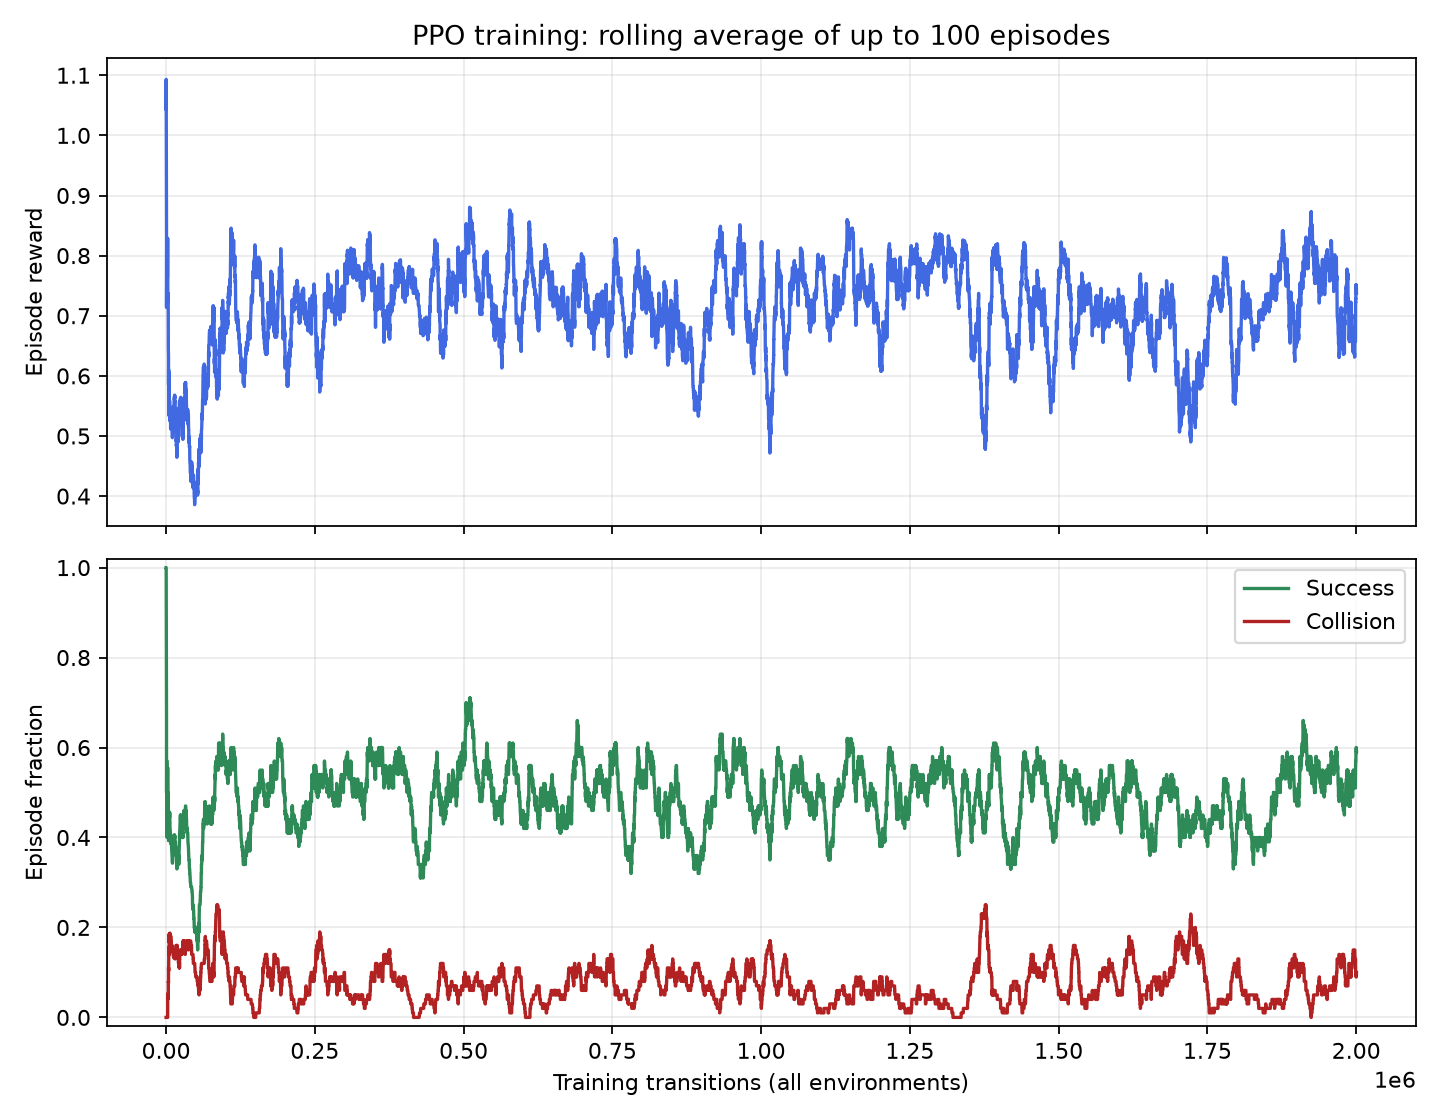 PPO training: rolling average of up to 100 episodes
1.1
1.0
0.9
0.8
0.7
0.6
0.5
0.4
Episode reward
1.0
0.8
0.6
0.4
0.2
0.0
Episode fraction
Success
Collision
0.00 0.25 0.50 0.75 1.00 1.25 1.50 1.75 2.00
1e6
Training transitions (all environments)